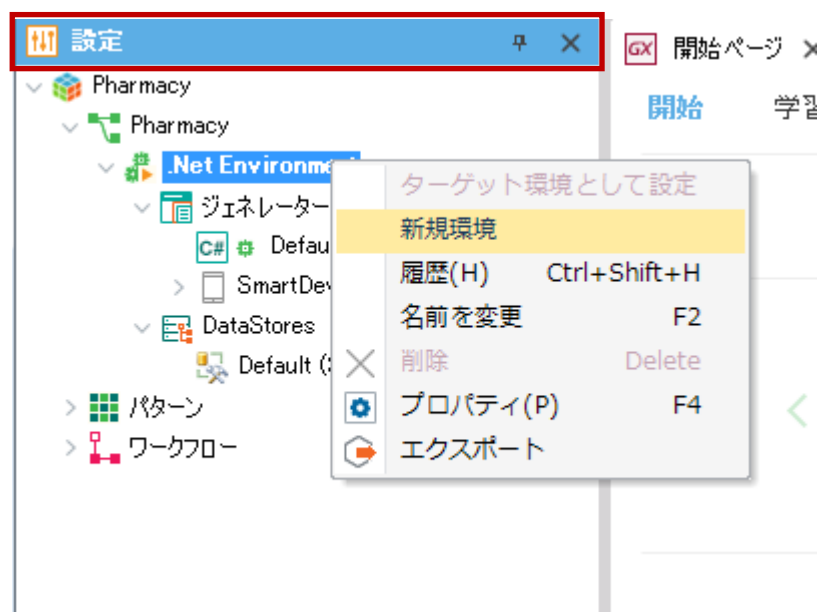 設定
GX 開始ページ
開始 学習
Pharmacy
Pharmacy
.Net Environment
ジェネレーター
C# Defau
SmartDev
DataStores
Default (
パターン
ワークフロー
ターゲット環境として設定
新規環境
履歴(H) Ctrl+Shift+H
名前を変更 F2
削除 Delete
プロパティ(P) F4
エクスポート